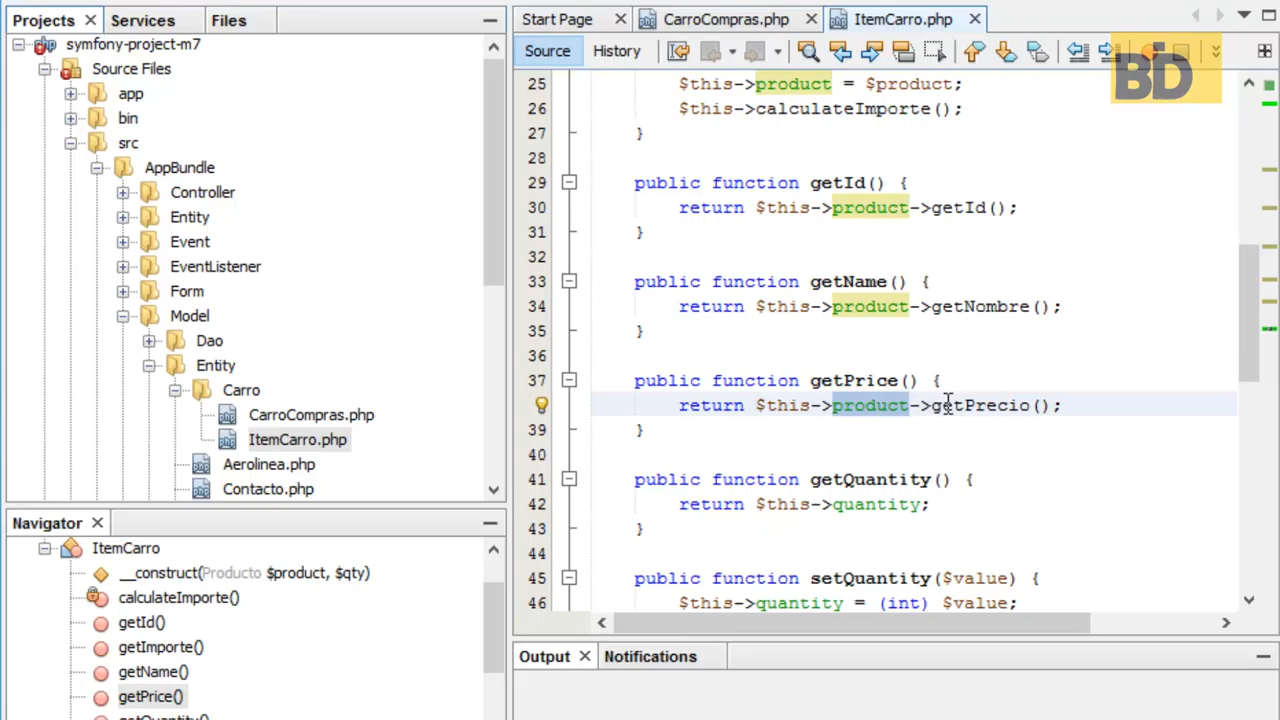 Projects
Services
Files
symfony-project-m7
Source Files
app
bin
src
AppBundle
Controller
Entity
Event
EventListener
Form
Model
Dao
Entity
Carro
CarroCompras.php
ItemCarro.php
Aerolinea.php
Contacto.php
Navigator
ItemCarro
__construct(Producto $product, $qty)
calculateImporte()
getId()
getImporte()
getName()
getPrice()
getQuantity()
Start Page
CarroCompras.php
ItemCarro.php
Source
History
BD
25 $this->product = $product;
26 $this->calculateImporte();
27 }
28
29 public function getId() {
30 return $this->product->getId();
31 }
32
33 public function getName() {
34 return $this->product->getNombre();
35 }
36
37 public function getPrice() {
return $this->product->getPrecio();
39 }
40
41 public function getQuantity() {
42 return $this->quantity;
43 }
44
45 public function setQuantity($value) {
46 $this->quantity = (int) $value;
Output
Notifications